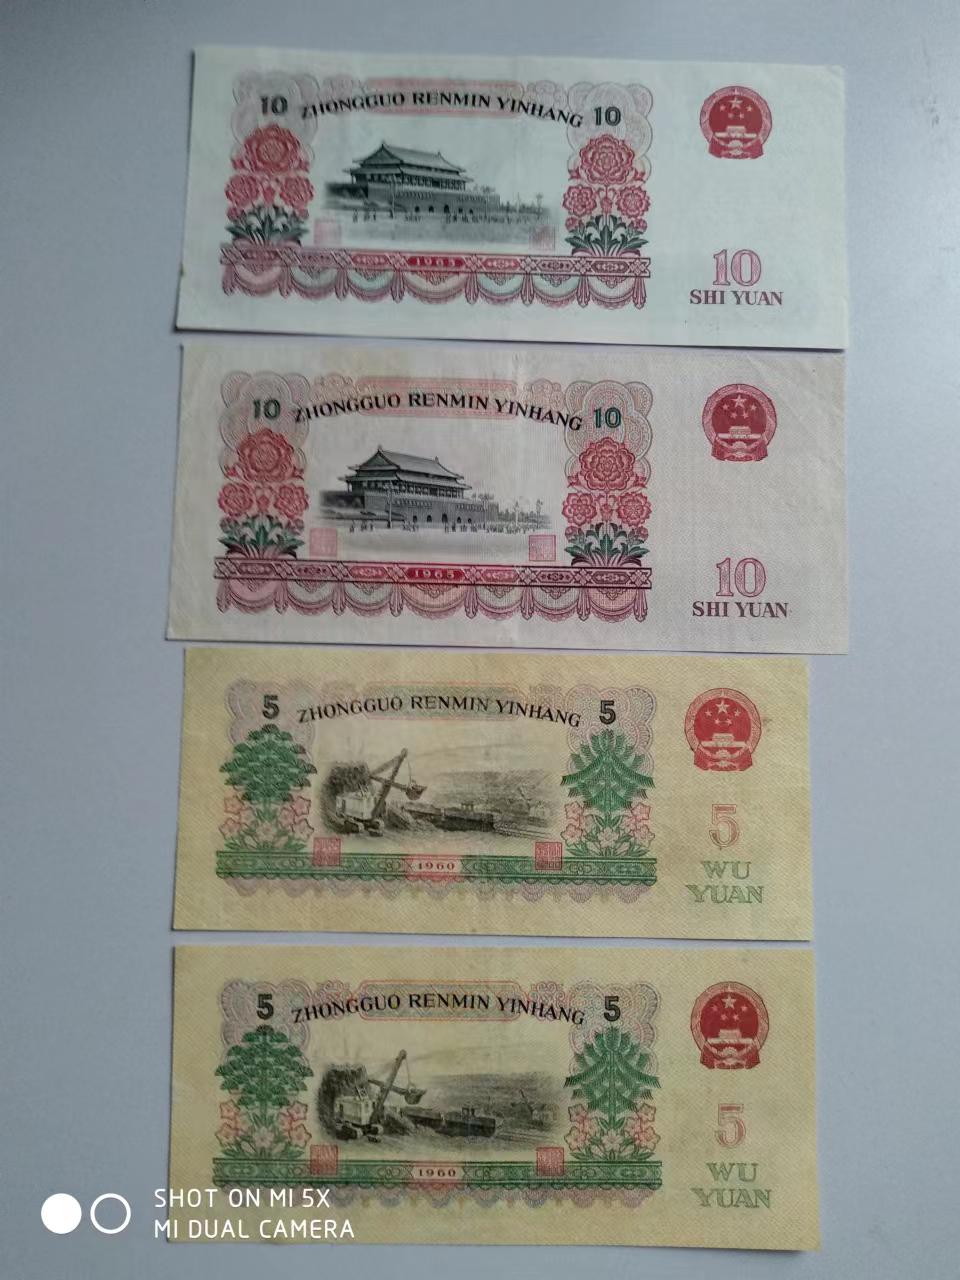 10 ZHONGGUO RENMIN YINHANG 10
1965
10
SHI YUAN
10 ZHONGGUO RENMIN YINHANG 10
1965
10
SHI YUAN
5 ZHONGGUO RENMIN YINHANG 5
5
WU
YUAN
1960
5 ZHONGGUO RENMIN YINHANG 5
5
WU
YUAN
1960
SHOT ON MI 5X
MI DUAL CAMERA